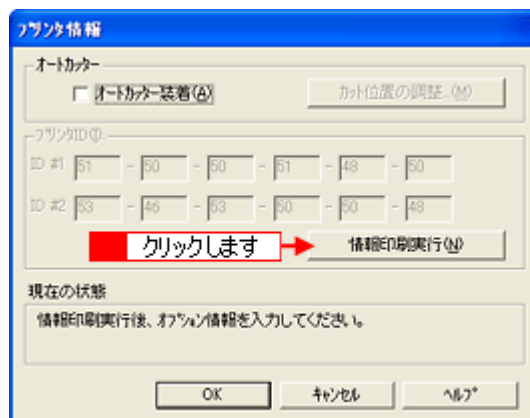 プリンタ情報
オートカッター
オートカッター装着(A)
カット位置の調整...(M)
プリンタID(I):
ID #1 51 - 50 - 50 - 51 - 48 - 50
ID #2 53 - 46 - 53 - 50 - 50 - 48
クリックします
情報印刷実行(N)
現在の状態
情報印刷実行後、オプション情報を入力してください。
OK キャンセル ヘルプ